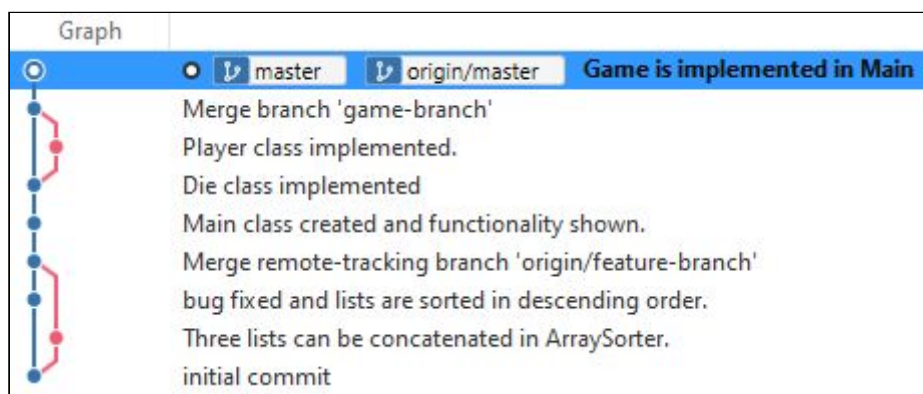 Graph
master origin/master Game is implemented in Main
Merge branch 'game-branch'
Player class implemented.
Die class implemented
Main class created and functionality shown.
Merge remote-tracking branch 'origin/feature-branch'
bug fixed and lists are sorted in descending order.
Three lists can be concatenated in ArraySorter.
initial commit